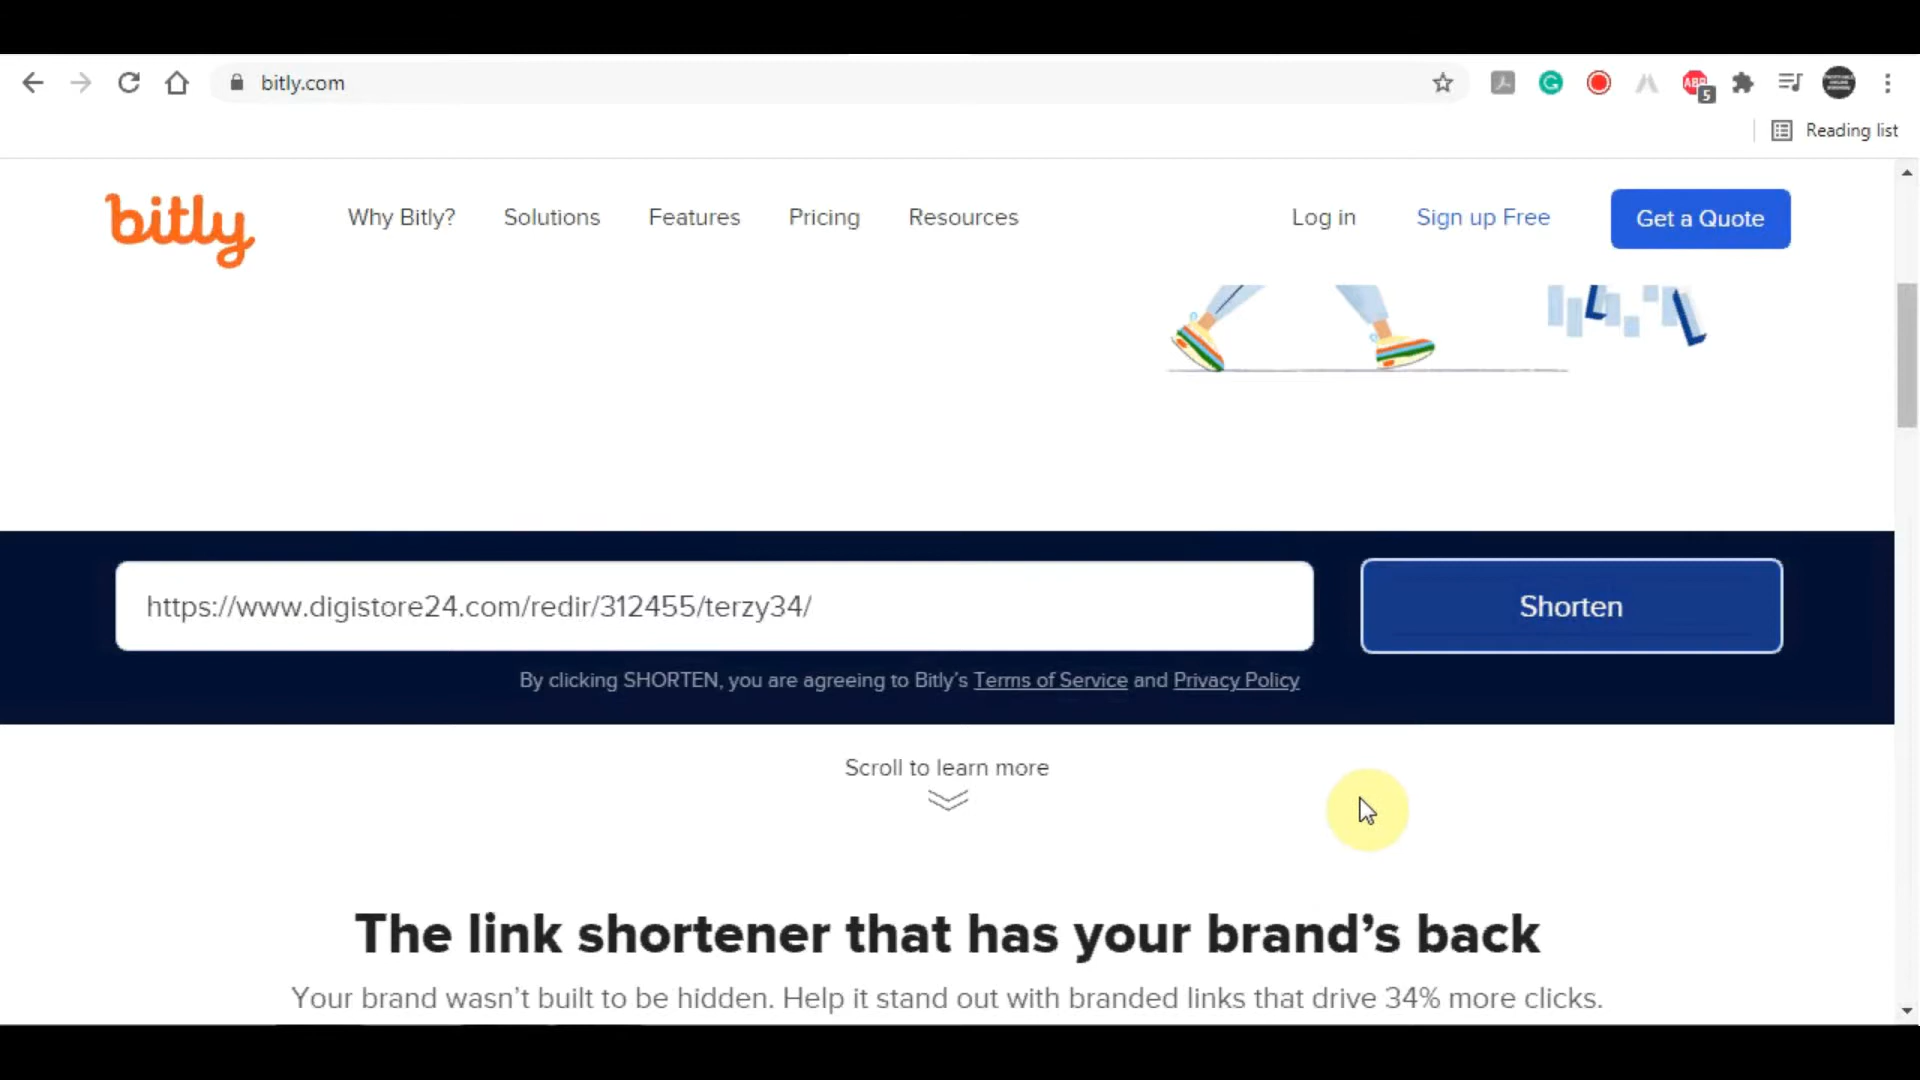 bitly.com
ABP
5
Reading list
bitly
Why Bitly?
Solutions
Features
Pricing
Resources
Log in
Sign up Free
Get a Quote
https://www.digistore24.com/redir/312455/terzy34/
Shorten
By clicking SHORTEN, you are agreeing to Bitly’s Terms of Service and Privacy Policy
Scroll to learn more
The link shortener that has your brand’s back
Your brand wasn’t built to be hidden. Help it stand out with branded links that drive 34% more clicks.